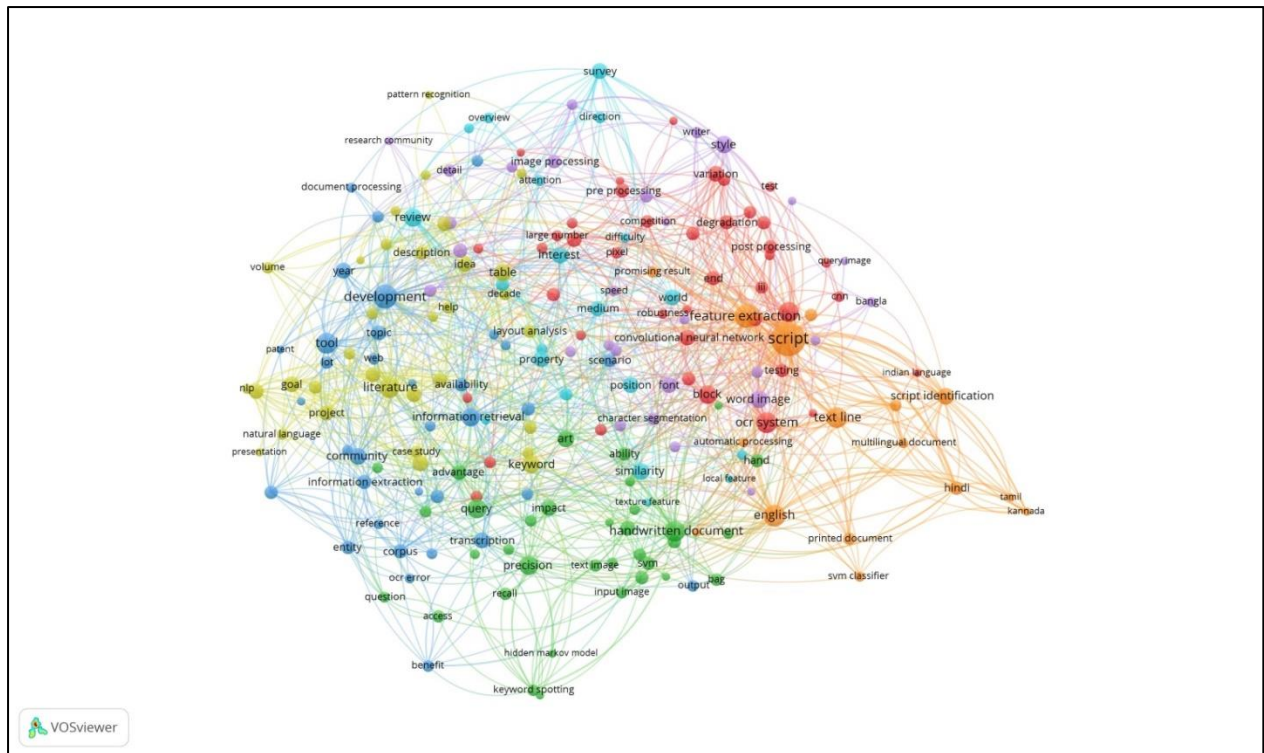 survey
pattern recognition
overview
direction
writer
research community
style
image processing
detail
attention
variation
document processing
pre processing
test
review
competition
degradation
large number
difficulty
post processing
description
interest
pixel
volume
year
idea
table
promising result
end
query image
development
decade
speed
world
lili
cnn
bangla
help
medium
robustness
feature extraction
tool
topic
layout analysis
convolutional neural network
script
patent
lot
web
property
scenario
testing
indian language
nlp
goal
literature
availability
position
font
block
word image
script identification
project
information retrieval
character segmentation
ocr system
text line
natural language
art
automatic processing
multilingual document
presentation
case study
community
keyword
ability
hand
advantage
similarity
local feature
information extraction
hindi
texture feature
tamil
query
impact
kannada
reference
english
handwritten document
entity
corpus
transcription
printed document
ocr error
precision
text image
svm
svm classifier
question
recall
input image
output
bag
access
hidden markov model
benefit
keyword spotting
VOSviewer